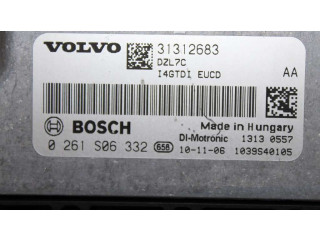 VOLVO 31312683
DZL7C
I4GTDI EUCD AA
BOSCH Made in Hungary
DI-Motronic 1313 0557
0 261 S06 332 658 10-11-06 1039S40105